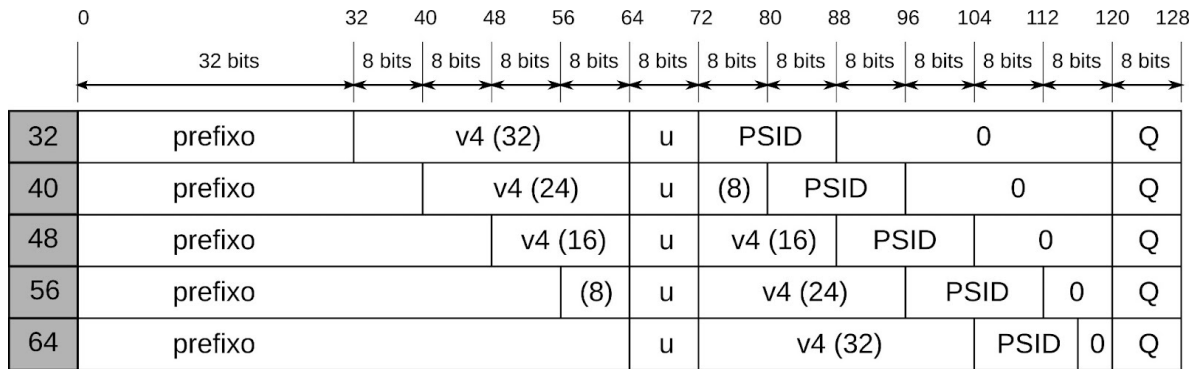 0 32 40 48 56 64 72 80 88 96 104 112 120 128
32 bits 8 bits 8 bits 8 bits 8 bits 8 bits 8 bits 8 bits 8 bits 8 bits 8 bits 8 bits 8 bits
32 prefixo v4 (32) u PSID 0 Q
40 prefixo v4 (24) u (8) PSID 0 Q
48 prefixo v4 (16) u v4 (16) PSID 0 Q
56 prefixo (8) u v4 (24) PSID 0 Q
64 prefixo u v4 (32) PSID 0 Q